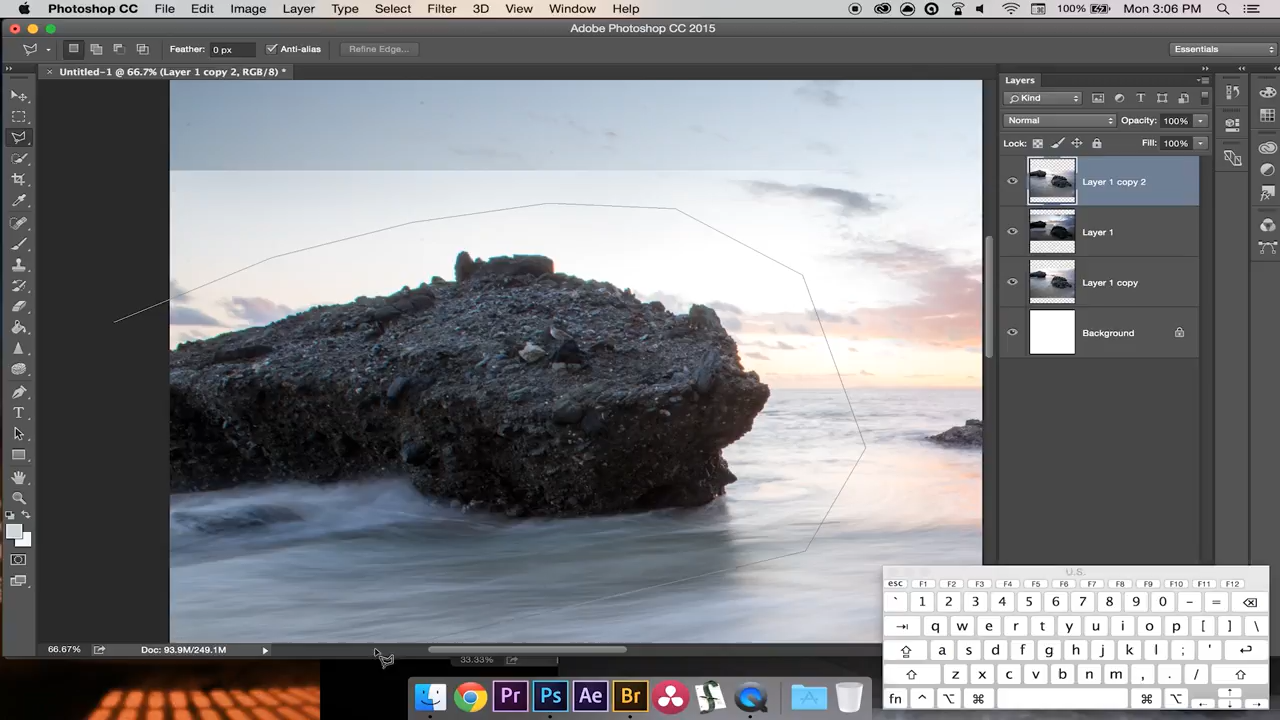 Photoshop CC File Edit Image Layer Type Select Filter 3D View Window Help 100% Mon 3:06 PM
Adobe Photoshop CC 2015
Feather: 0 px Anti-alias Refine Edge... Essentials
Untitled-1 @ 66.7% (Layer 1 copy 2, RGB/8) *
Layers
Kind
Normal Opacity: 100%
Lock: Fill: 100%
Layer 1 copy 2
Layer 1
Layer 1 copy
Background
66.67% Doc: 93.9M/249.1M
33.33%
U.S.
esc F1 F2 F3 F4 F5 F6 F7 F8 F9 F10 F11 F12
` 1 2 3 4 5 6 7 8 9 0 - =
q w e r t y u i o p [ ] \
a s d f g h j k l ; '
z x c v b n m , . /
fn ^ ⌥ ⌘ ⌘ ⌥
Pr Ps Ae Br